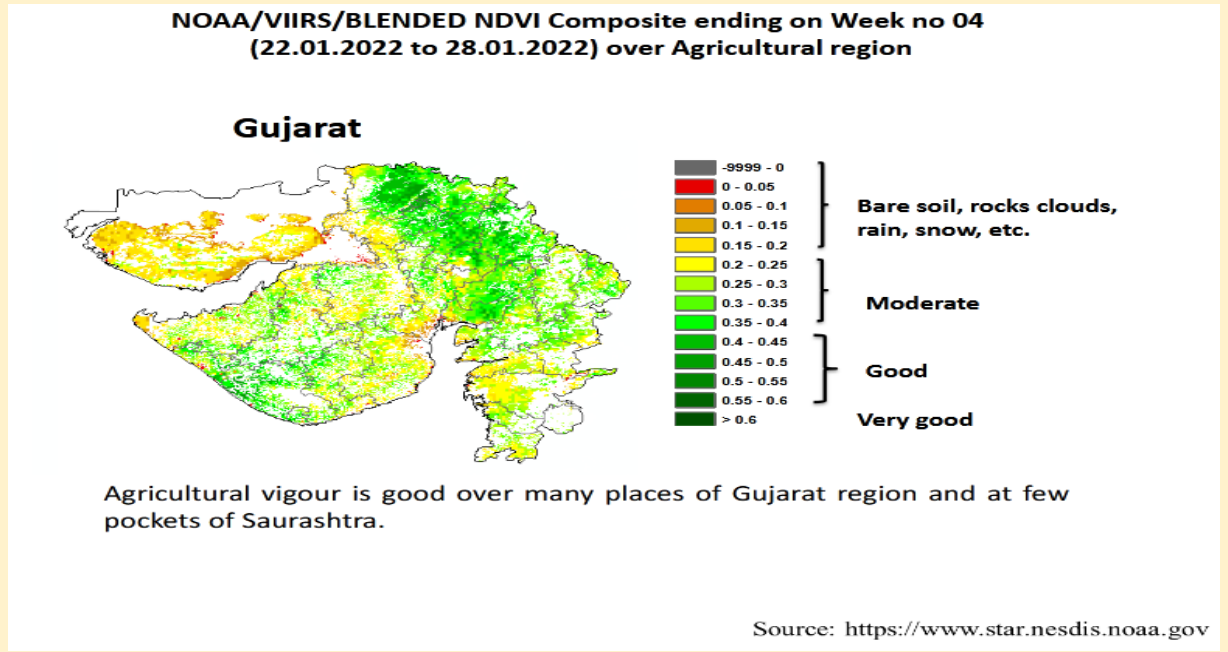 NOAA/VIIRS/BLENDED NDVI Composite ending on Week no 04
(22.01.2022 to 28.01.2022) over Agricultural region
Gujarat
-9999 - 0
0 - 0.05
0.05 - 0.1
0.1 - 0.15
0.15 - 0.2
0.2 - 0.25
0.25 - 0.3
0.3 - 0.35
0.35 - 0.4
0.4 - 0.45
0.45 - 0.5
0.5 - 0.55
0.55 - 0.6
> 0.6
Bare soil, rocks clouds,
rain, snow, etc.
Moderate
Good
Very good
Agricultural vigour is good over many places of Gujarat region and at few
pockets of Saurashtra.
Source: https://www.star.nesdis.noaa.gov